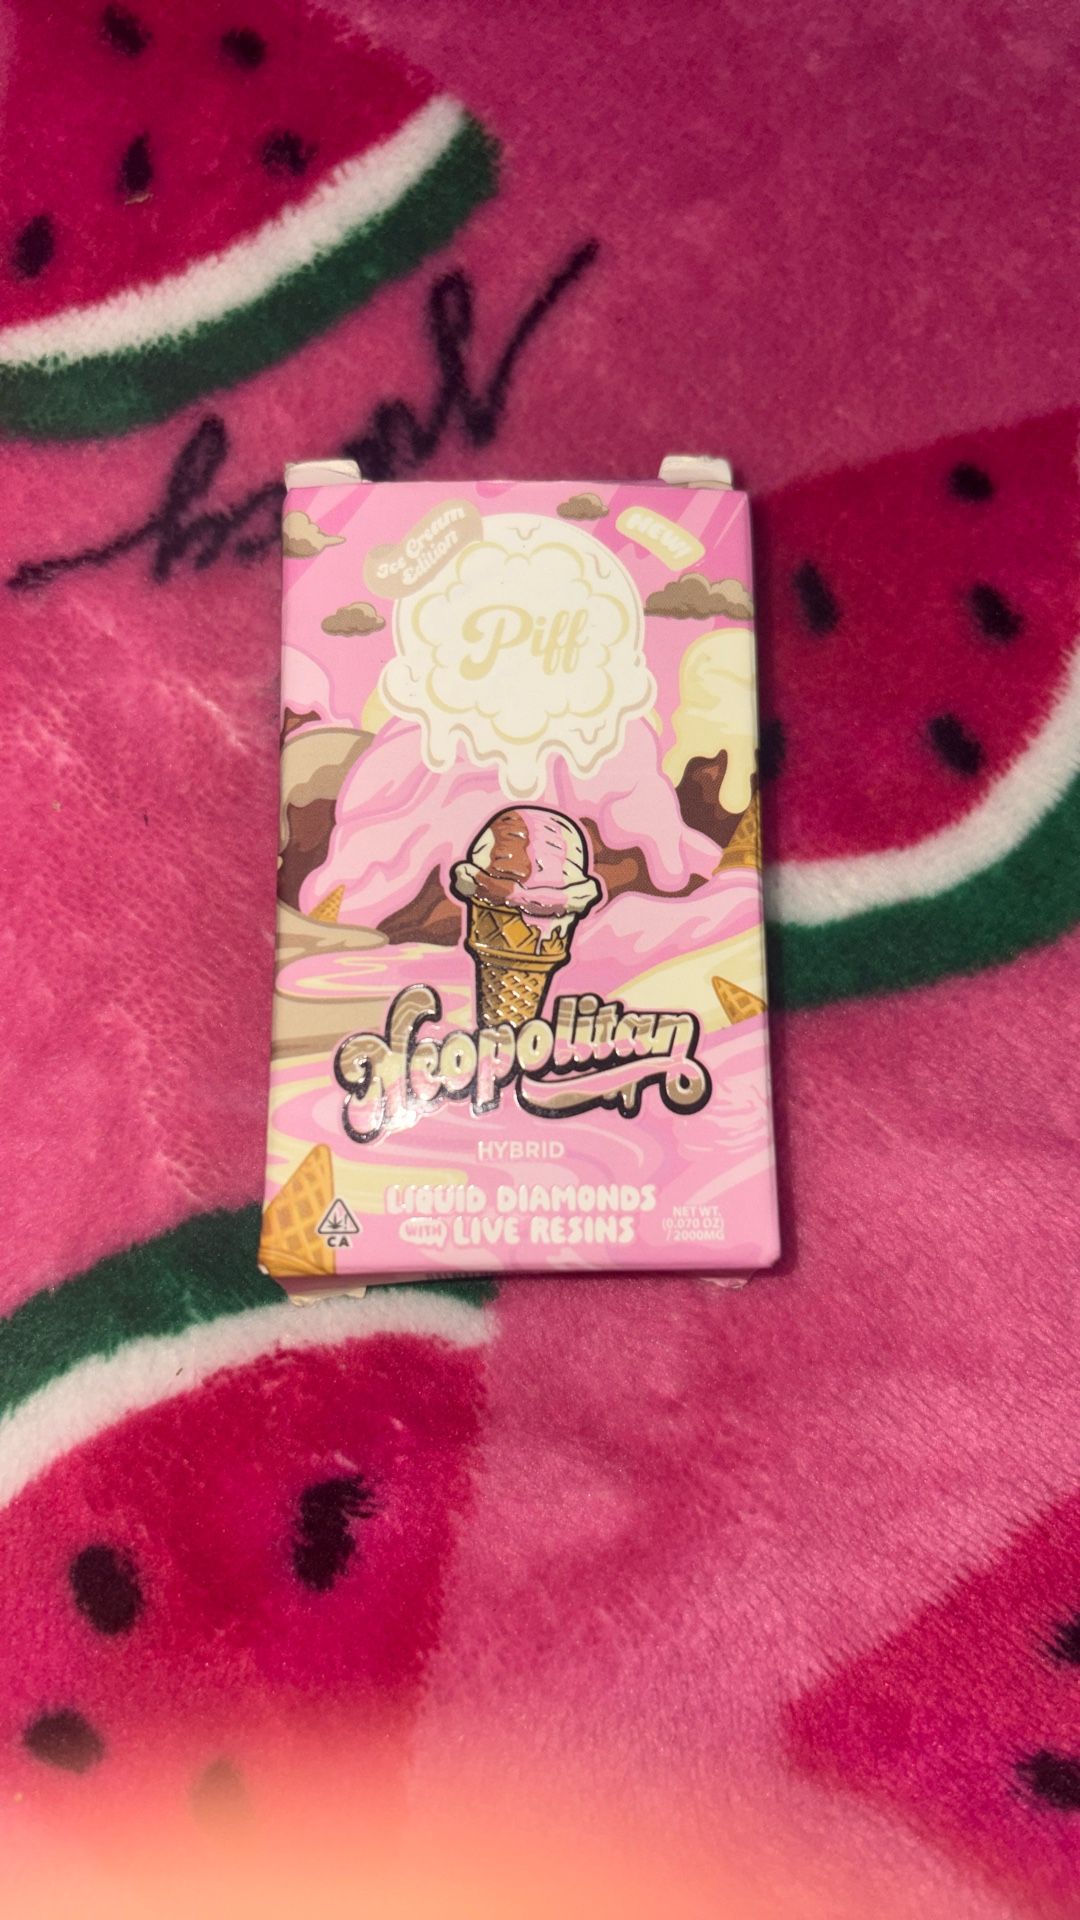 Ice Cream
Edition
NEW!
Piff
Neopolitan
HYBRID
LIQUID DIAMONDS
WITH LIVE RESINS
NET WT.
(0.070 OZ)
/2000MG
CA